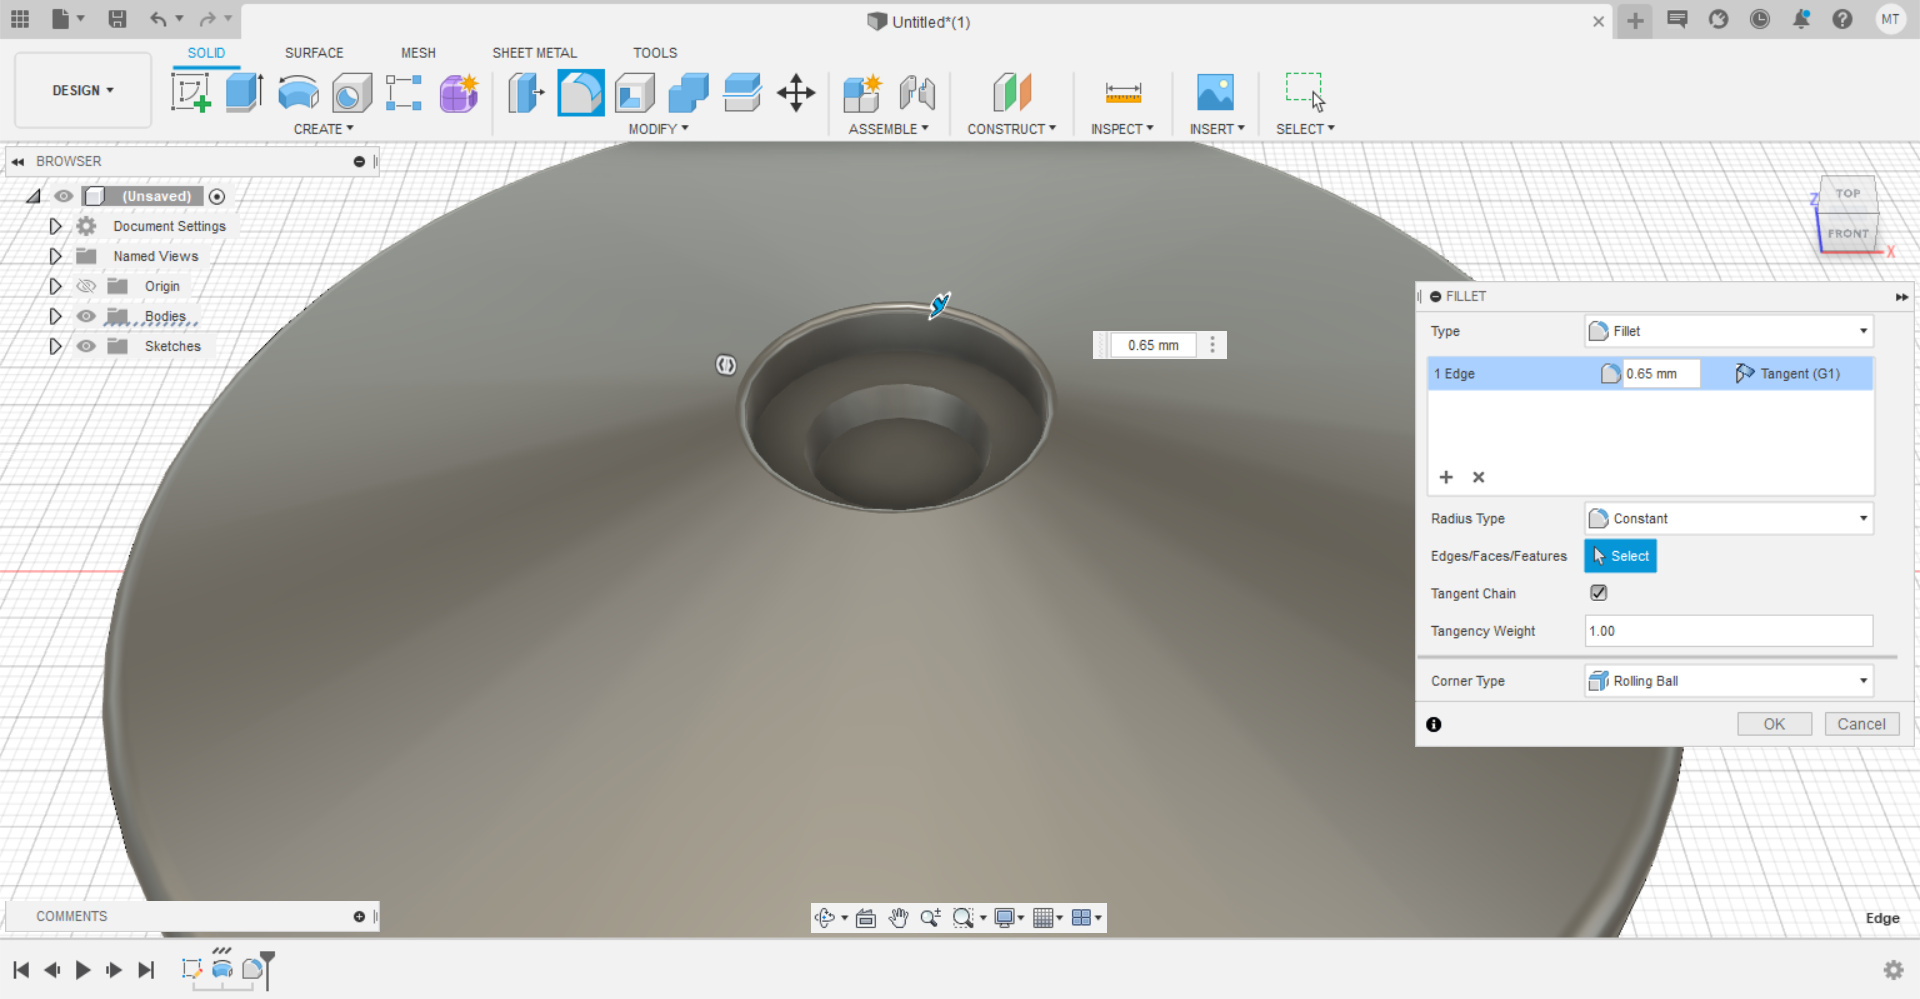 Untitled*(1)
MT
SOLID
SURFACE
MESH
SHEET METAL
TOOLS
DESIGN
CREATE
MODIFY
ASSEMBLE
CONSTRUCT
INSPECT
INSERT
SELECT
BROWSER
(Unsaved)
Document Settings
Named Views
Origin
Bodies
Sketches
TOP
FRONT
Z
X
0.65 mm
FILLET
Type
Fillet
1 Edge
0.65 mm
Tangent (G1)
Radius Type
Constant
Edges/Faces/Features
Select
Tangent Chain
Tangency Weight
1.00
Corner Type
Rolling Ball
OK
Cancel
COMMENTS
Edge